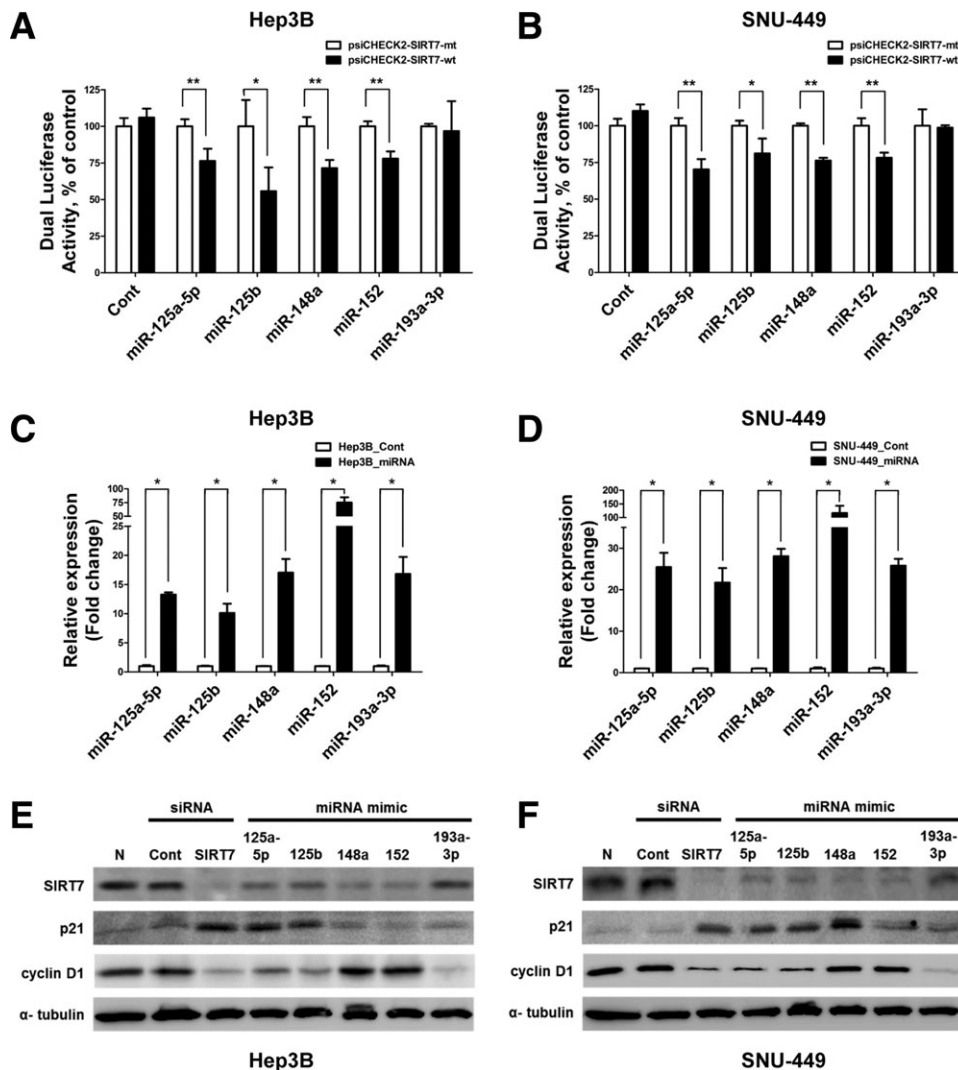 A
Hep3B
psiCHECK2-SIRT7-mt
psiCHECK2-SIRT7-wt
Dual Luciferase
Activity, % of control
125
100
75
50
25
0
** * ** **
Cont miR-125a-5p miR-125b miR-148a miR-152 miR-193a-3p
B
SNU-449
psiCHECK2-SIRT7-mt
psiCHECK2-SIRT7-wt
Dual Luciferase
Activity, % of control
125
100
75
50
25
0
** * ** **
Cont miR-125a-5p miR-125b miR-148a miR-152 miR-193a-3p
C
Hep3B
Hep3B_Cont
Hep3B_miRNA
Relative expression
(Fold change)
100
75
50
25
25
20
15
10
5
0
* * * * *
miR-125a-5p miR-125b miR-148a miR-152 miR-193a-3p
D
SNU-449
SNU-449_Cont
SNU-449_miRNA
Relative expression
(Fold change)
200
150
100
30
20
10
0
* * * * *
miR-125a-5p miR-125b miR-148a miR-152 miR-193a-3p
E
siRNA miRNA mimic
N Cont SIRT7 125a-5p 125b 148a 152 193a-3p
SIRT7
p21
cyclin D1
α- tubulin
Hep3B
F
siRNA miRNA mimic
N Cont SIRT7 125a-5p 125b 148a 152 193a-3p
SIRT7
p21
cyclin D1
α- tubulin
SNU-449